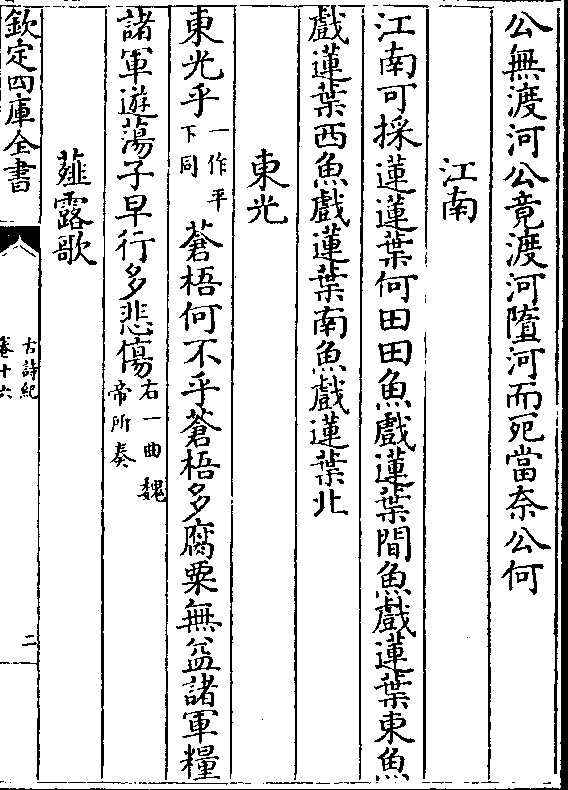 公無渡河公竟渡河墮河而死當奈公何
江南
江南可採蓮蓮葉何田田魚戲蓮葉間魚戲蓮葉東魚
戲蓮葉西魚戲蓮葉南魚戲蓮葉北
東光
東光乎一作平下同蒼梧何不乎蒼梧多腐粟無益諸軍糧
諸軍遊蕩子早行多悲傷右一曲魏帝所奏
薤露歌
欽定四庫全書
古詩紀
卷十六
二